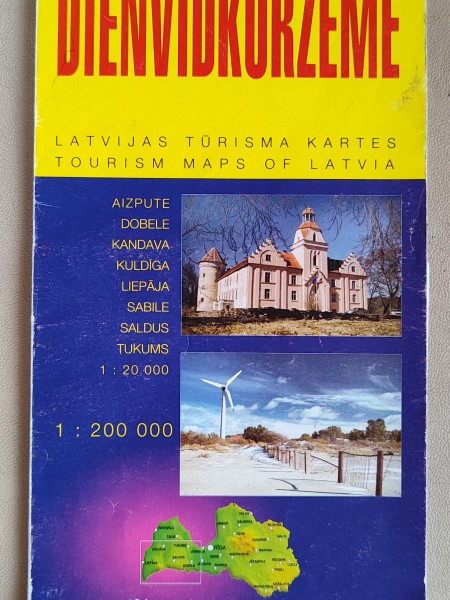 DIENVIDKURZEME
LATVIJAS TŪRISMA KARTES
TOURISM MAPS OF LATVIA
AIZPUTE
DOBELE
KANDAVA
KULDĪGA
LIEPĀJA
SABILE
SALDUS
TUKUMS
1 : 20 000
1 : 200 000
RĪGA